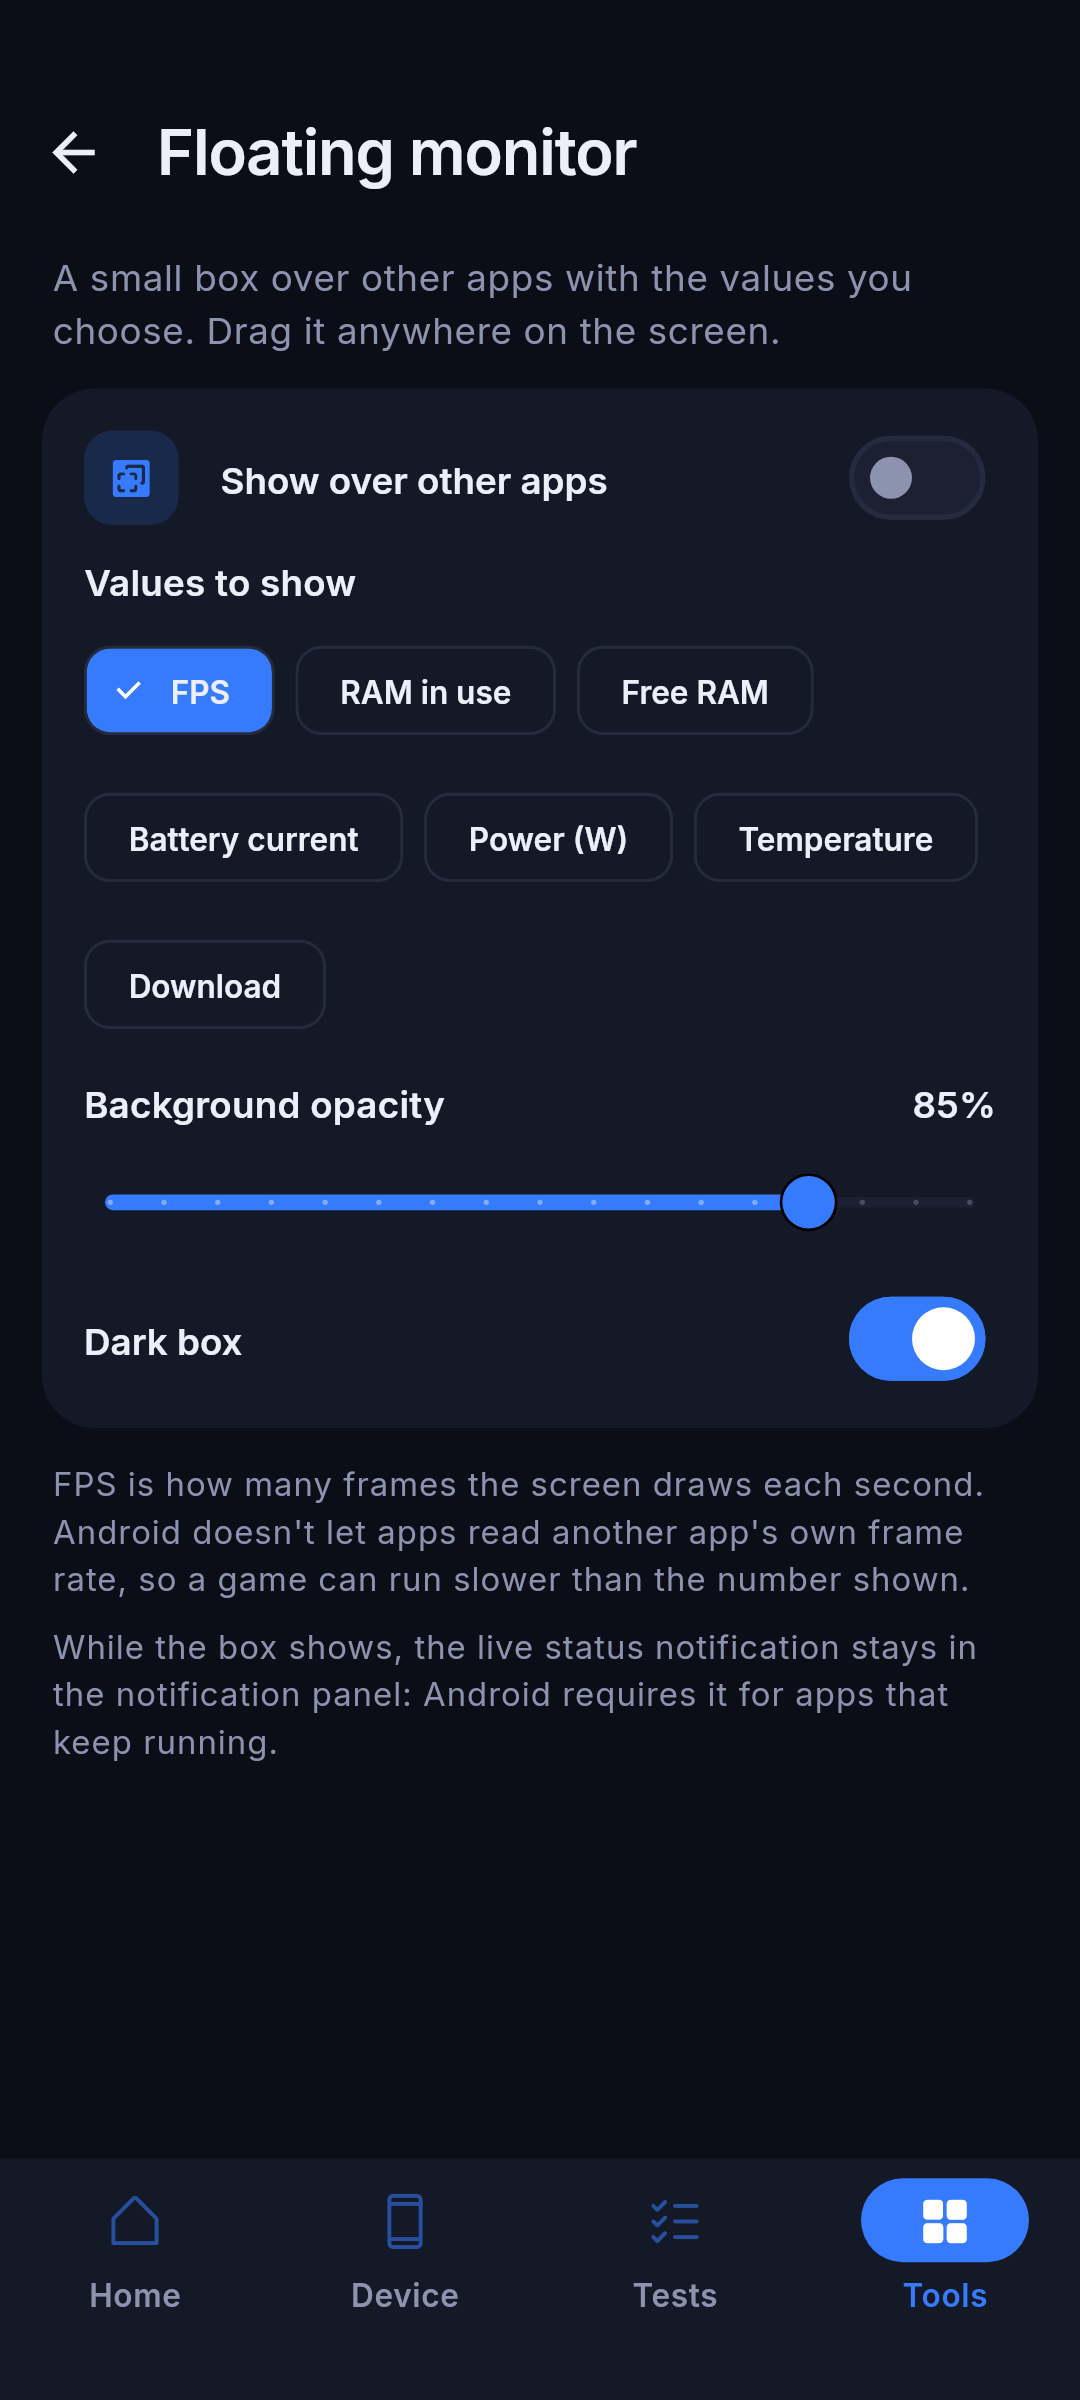 Floating monitor
A small box over other apps with the values you
choose. Drag it anywhere on the screen.
Show over other apps
Values to show
FPS
RAM in use
Free RAM
Battery current
Power (W)
Temperature
Download
Background opacity
85%
Dark box
FPS is how many frames the screen draws each second.
Android doesn't let apps read another app's own frame
rate, so a game can run slower than the number shown.
While the box shows, the live status notification stays in
the notification panel: Android requires it for apps that
keep running.
Home
Device
Tests
Tools